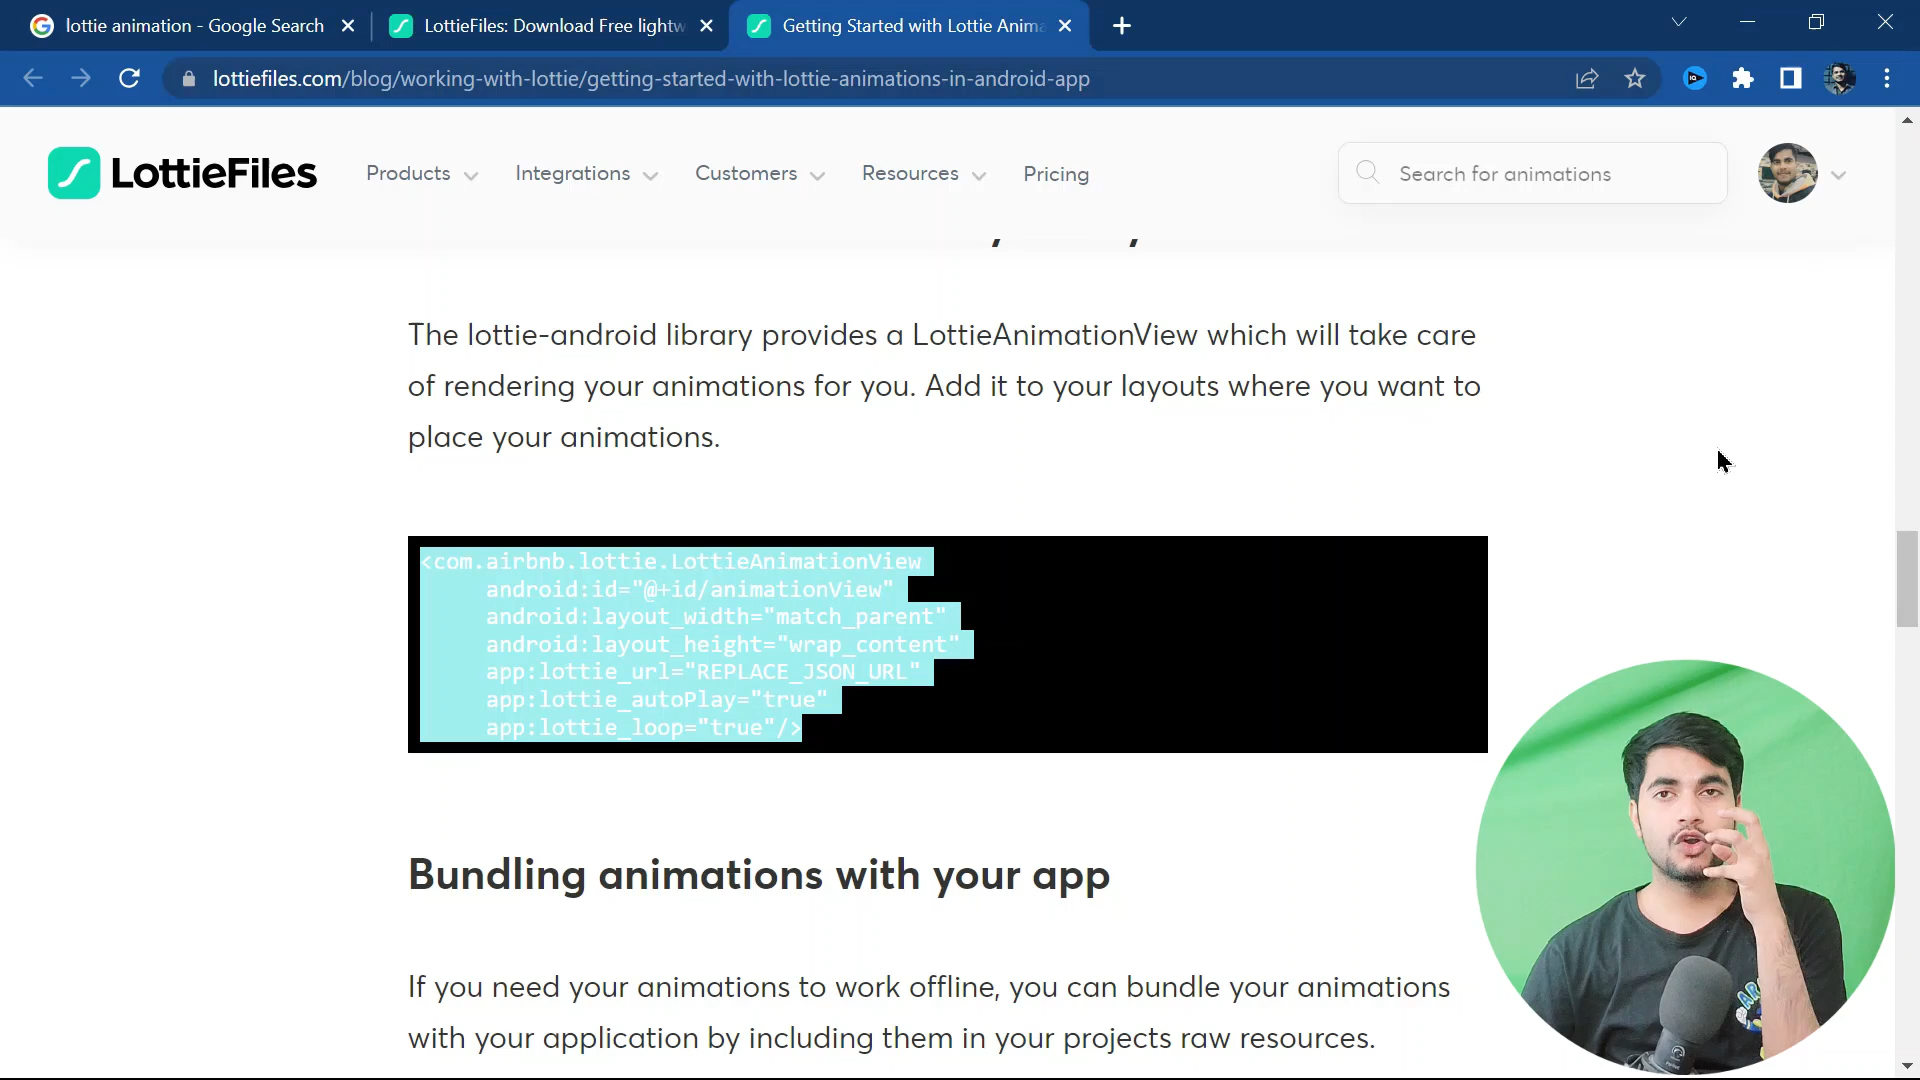 lottie animation - Google Search
LottieFiles: Download Free lightw
Getting Started with Lottie Anima
lottiefiles.com/blog/working-with-lottie/getting-started-with-lottie-animations-in-android-app
LottieFiles
Products
Integrations
Customers
Resources
Pricing
Search for animations
The lottie-android library provides a LottieAnimationView which will take care
of rendering your animations for you. Add it to your layouts where you want to
place your animations.
<com.airbnb.lottie.LottieAnimationView
android:id="@+id/animationView"
android:layout_width="match_parent"
android:layout_height="wrap_content"
app:lottie_url="REPLACE_JSON_URL"
app:lottie_autoPlay="true"
app:lottie_loop="true"/>
Bundling animations with your app
If you need your animations to work offline, you can bundle your animations
with your application by including them in your projects raw resources.